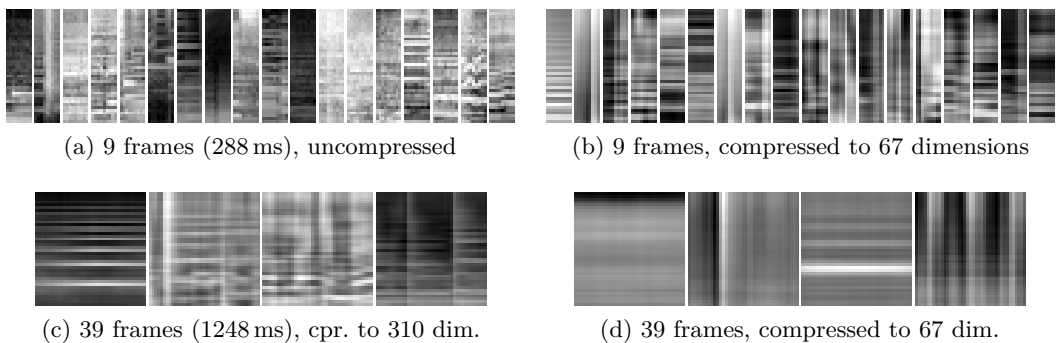 (a) 9 frames (288 ms), uncompressed
(b) 9 frames, compressed to 67 dimensions
(c) 39 frames (1248 ms), cpr. to 310 dim.
(d) 39 frames, compressed to 67 dim.